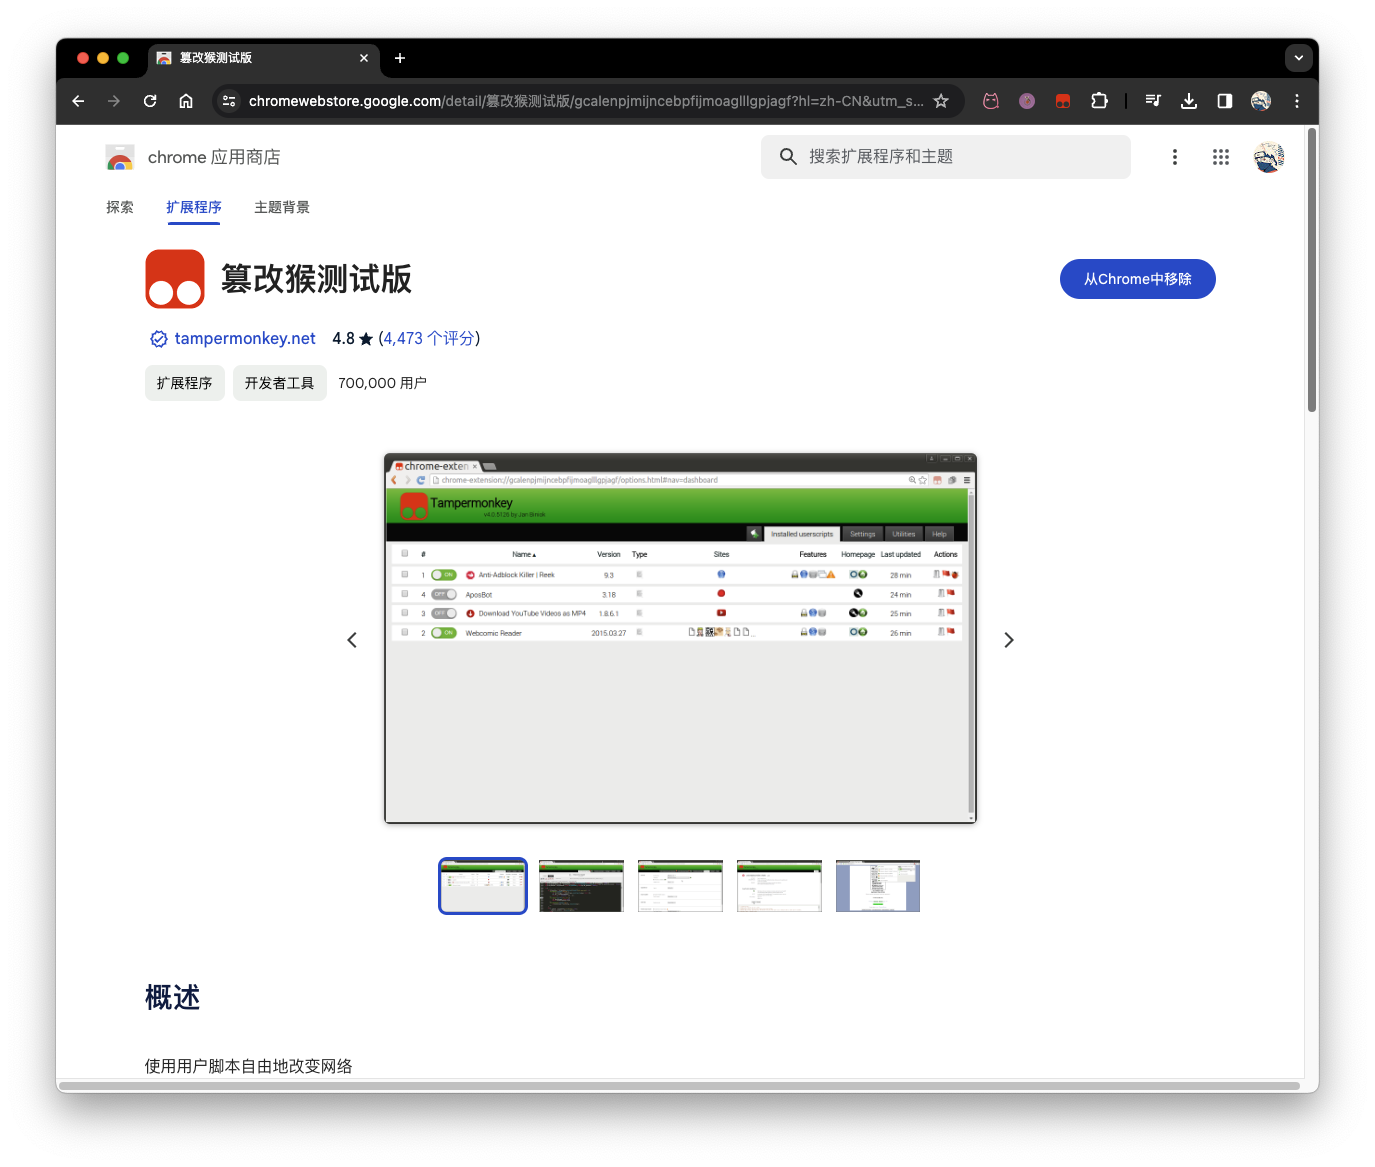 篡改猴测试版
chromewebstore.google.com/detail/篡改猴测试版/gcalenpjmijncebpfijmoaglllgpjagf?hl=zh-CN&utm_s...
chrome 应用商店
搜索扩展程序和主题
探索 扩展程序 主题背景
篡改猴测试版
从Chrome中移除
tampermonkey.net 4.8 ★ (4,473 个评分)
扩展程序 开发者工具 700,000 用户
chrome-exten
chrome-extension://gcalenpjmijncebpfijmoaglllgpjagf/options.html#nav=dashboard
Tampermonkey
Installed userscripts Settings Utilities Help
# Name Version Type Sites Features Homepage Last updated Actions
1 ON Anti-Adblock Killer | Reek 9.3 28 min
4 OFF AposBot 3.18 24 min
3 OFF Download YouTube Videos as MP4 1.8.6.1 25 min
2 ON Webcomic Reader 2015.03.27 26 min
概述
使用用户脚本自由地改变网络